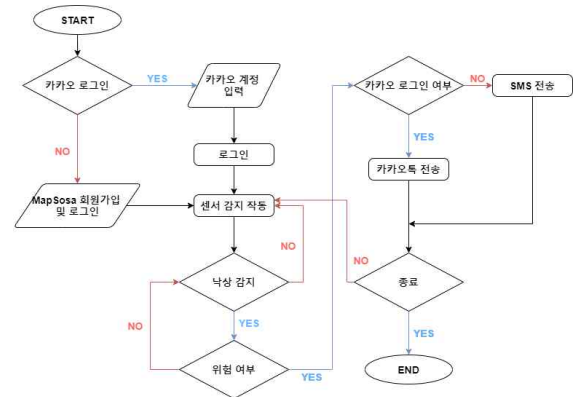 START
카카오 로그인
YES
카카오 계정
입력
NO
로그인
MapSosa 회원가입
및 로그인
센서 감지 작동
NO
낙상 감지
NO
YES
위험 여부
YES
카카오 로그인 여부
NO
SMS 전송
YES
카카오톡 전송
NO
종료
YES
END